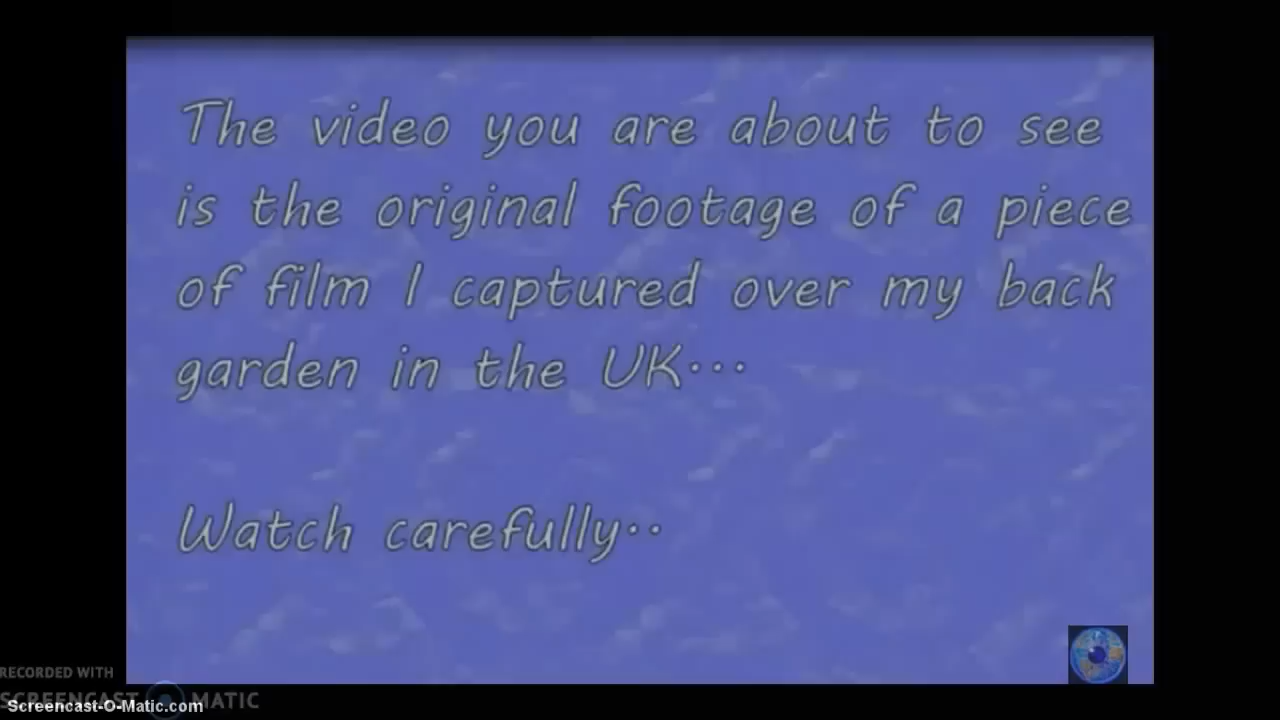 The video you are about to see
is the original footage of a piece
of film I captured over my back
garden in the UK...
Watch carefully..
RECORDED WITH
SCREENCAST MATIC
Screencast-O-Matic.com